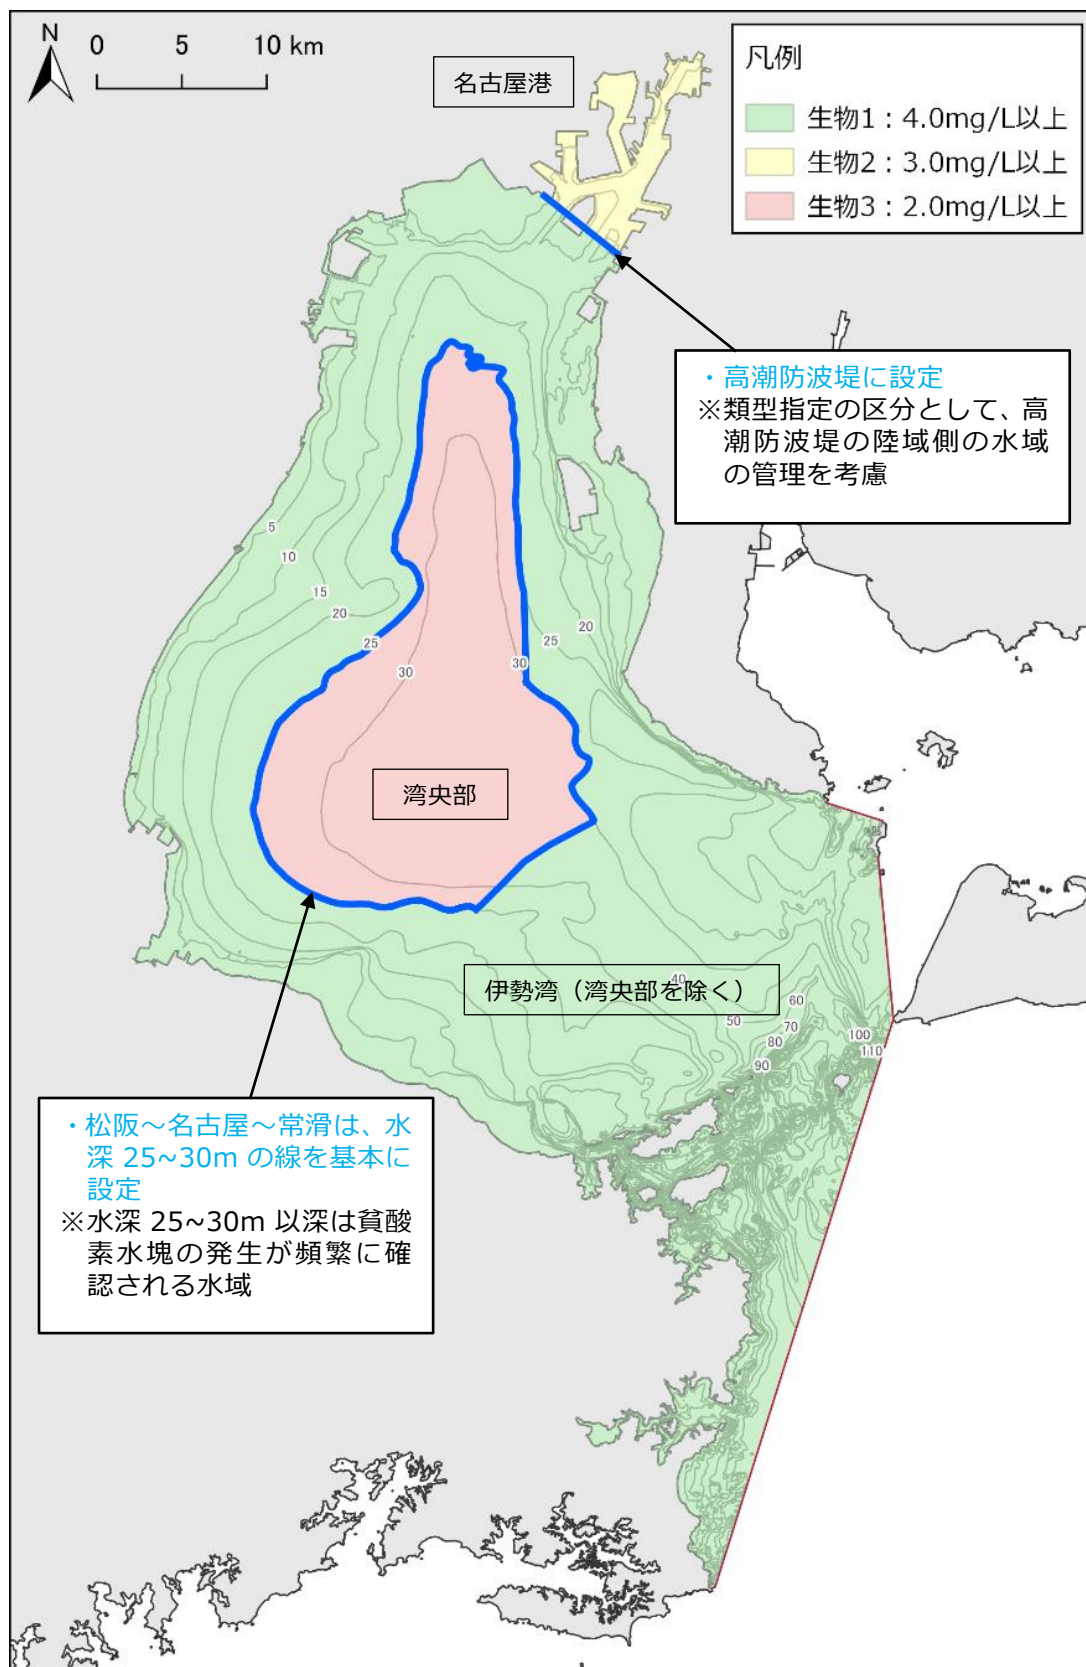 N
0 5 10 km
名古屋港
凡例
生物1：4.0mg/L以上
生物2：3.0mg/L以上
生物3：2.0mg/L以上
・高潮防波堤に設定
※類型指定の区分として、高
潮防波堤の陸域側の水域
の管理を考慮
5
10
15
20
25
30
30
25
20
湾央部
伊勢湾（湾央部を除く）
40
50
60
70
80
90
100
110
・松阪～名古屋～常滑は、水
深 25~30m の線を基本に
設定
※水深 25~30m 以深は貧酸
素水塊の発生が頻繁に確
認される水域